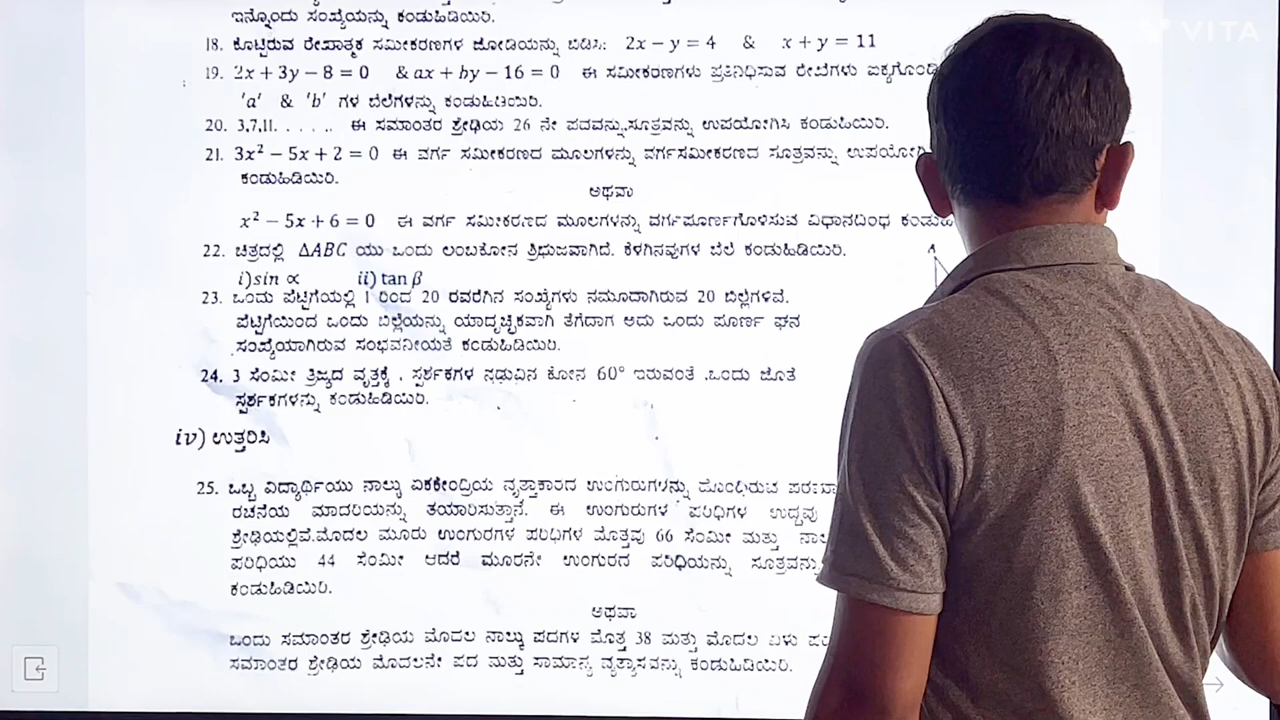 ಇನ್ನೊಂದು ಸಂಖ್ಯೆಯನ್ನು ಕಂಡುಹಿಡಿಯಿರಿ.
VITA
18. ಕೊಟ್ಟಿರುವ ರೇಖಾತ್ಮಕ ಸಮೀಕರಣಗಳ ಜೋಡಿಯನ್ನು ಬಿಡಿಸಿ: 2x − y = 4 & x + y = 11
19. 2x + 3y − 8 = 0 & ax + by − 16 = 0 ಈ ಸಮೀಕರಣಗಳು ಪ್ರತಿನಿಧಿಸುವ ರೇಖೆಗಳು
'a' & 'b' ಗಳ ಬೆಲೆಗಳನ್ನು ಕಂಡುಹಿಡಿಯಿರಿ.
20. 3,7,11. . . . . .. ಈ ಸಮಾಂತರ ಶ್ರೇಢಿಯ 26 ನೇ ಪದವನ್ನು,ಸೂತ್ರವನ್ನು ಉಪಯೋಗಿಸಿ ಕಂಡುಹಿಯಿರಿ.
21. 3x² − 5x + 2 = 0 ಈ ವರ್ಗ ಸಮೀಕರಣದ ಮೂಲಗಳನ್ನು ವರ್ಗಸಮೀಕರಣದ ಸೂತ್ರವನ್ನು
ಕಂಡುಹಿಡಿಯಿರಿ.
ಅಥವಾ
x² − 5x + 6 = 0 ಈ ವರ್ಗ ಸಮೀಕರಣದ ಮೂಲಗಳನ್ನು ವರ್ಗಪೂರ್ಣಗೊಳಿಸುವ ವಿಧಾನದಿಂಧ
22. ಚಿತ್ರದಲ್ಲಿ ΔABC ಯು ಒಂದು ಲಂಬಕೋನ ತ್ರಿಭುಜವಾಗಿದೆ. ಕೆಳಗಿನವುಗಳ ಬೆಲೆ ಕಂಡುಹಿಡಿಯಿರಿ.
i)sin ∝ ii) tan β
23. ಒಂದು ಪೆಟ್ಟಿಗೆಯಲ್ಲಿ 1 ರಿಂದ 20 ರವರೆಗಿನ ಸಂಖ್ಯೆಗಳು ನಮೂದಾಗಿರುವ 20 ಬಿಲ್ಲೆಗಳಿವೆ.
ಪೆಟ್ಟಿಗೆಯಿಂದ ಒಂದು ಬಿಲ್ಲೆಯನ್ನು ಯಾದೃಚ್ಛಿಕವಾಗಿ ತೆಗೆದಾಗ ಅದು ಒಂದು ಪೂರ್ಣ ಘನ
ಸಂಖ್ಯೆಯಾಗಿರುವ ಸಂಭವನೀಯತೆ ಕಂಡುಹಿಡಿಯಿರಿ.
24. 3 ಸೆಂಮೀ ತ್ರಿಜ್ಯದ ವೃತ್ತಕ್ಕೆ , ಸ್ಪರ್ಶಕಗಳ ನಢುವಿನ ಕೋನ 60° ಇರುವಂತೆ .ಒಂದು ಜೊತೆ
ಸ್ಪರ್ಶಕಗಳನ್ನು ಕಂಡುಹಿಡಿಯಿರಿ.
iv) ಉತ್ತರಿಸಿ
25. ಒಬ್ಬ ವಿದ್ಯಾರ್ಥಿಯು ನಾಲ್ಕು ಏಕಕೇಂದ್ರಿಯ ವೃತ್ತಾಕಾರದ ಉಂಗುರುಗಳನ್ನು ಹೊಂದಿರುವ
ರಚನೆಯ ಮಾದರಿಯನ್ನು ತಯಾರಿಸುತ್ತಾನೆ. ಈ ಉಂಗುರುಗಳ ಪರಿಧಿಗಳ ಉದ್ದವು
ಶ್ರೇಢಿಯಲ್ಲಿವೆ.ಮೊದಲ ಮೂರು ಉಂಗುರಗಳ ಪರಿಧಿಗಳ ಮೊತ್ತವು 66 ಸೆಂಮೀ ಮತ್ತು
ಪರಿಧಿಯು 44 ಸೆಂಮೀ ಆದರೆ ಮೂರನೇ ಉಂಗುರದ ಪರಿಧಿಯನ್ನು ಸೂತ್ರವನ್ನು
ಕಂಡುಹಿಡಿಯಿರಿ.
ಅಥವಾ
ಒಂದು ಸಮಾಂತರ ಶ್ರೇಢಿಯ ಮೊದಲ ನಾಲ್ಕು ಪದಗಳ ಮೊತ್ತ 38 ಮತ್ತು ಮೊದಲ ಏಳು
ಸಮಾಂತರ ಶ್ರೇಢಿಯ ಮೊದಲನೇ ಪದ ಮತ್ತು ಸಾಮಾನ್ಯ ವ್ಯತ್ಯಾಸವನ್ನು ಕಂಡುಹಿಡಿಯಿರಿ.